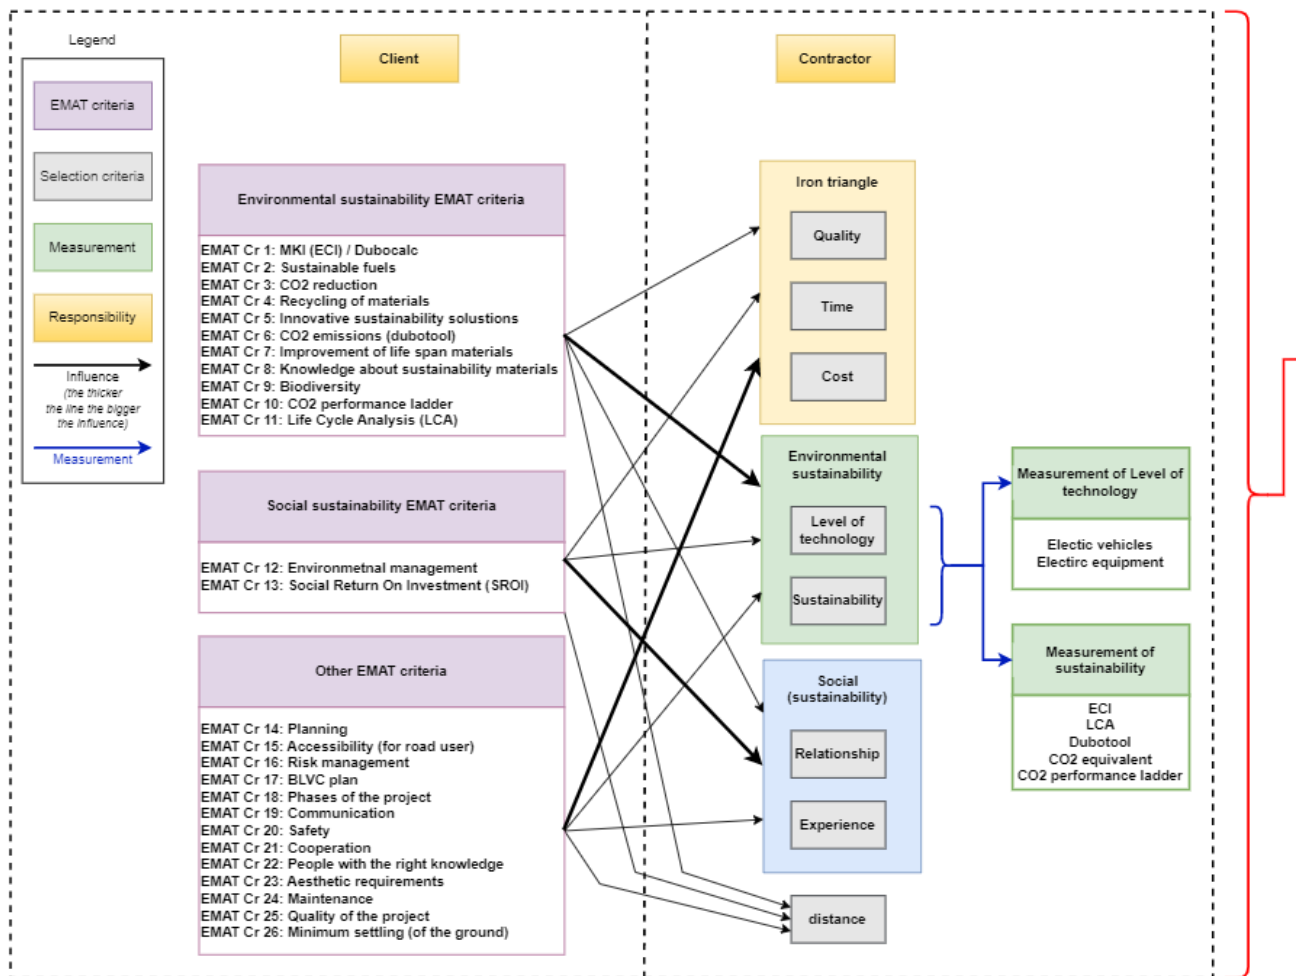 Legend
EMAT criteria
Selection criteria
Measurement
Responsibility
Influence
(the thicker
the line the bigger
the influence)
Measurement
Client
Environmental sustainability EMAT criteria
EMAT Cr 1: MKI (ECI) / Dubocalc
EMAT Cr 2: Sustainable fuels
EMAT Cr 3: CO2 reduction
EMAT Cr 4: Recycling of materials
EMAT Cr 5: Innovative sustainability solustions
EMAT Cr 6: CO2 emissions (dubotool)
EMAT Cr 7: Improvement of life span materials
EMAT Cr 8: Knowledge about sustainability materials
EMAT Cr 9: Biodiversity
EMAT Cr 10: CO2 performance ladder
EMAT Cr 11: Life Cycle Analysis (LCA)
Social sustainability EMAT criteria
EMAT Cr 12: Environmetnal management
EMAT Cr 13: Social Return On Investment (SROI)
Other EMAT criteria
EMAT Cr 14: Planning
EMAT Cr 15: Accessibility (for road user)
EMAT Cr 16: Risk management
EMAT Cr 17: BLVC plan
EMAT Cr 18: Phases of the project
EMAT Cr 19: Communication
EMAT Cr 20: Safety
EMAT Cr 21: Cooperation
EMAT Cr 22: People with the right knowledge
EMAT Cr 23: Aesthetic requirements
EMAT Cr 24: Maintenance
EMAT Cr 25: Quality of the project
EMAT Cr 26: Minimum settling (of the ground)
Contractor
Iron triangle
Quality
Time
Cost
Environmental
sustainability
Level of
technology
Sustainability
Social
(sustainability)
Relationship
Experience
distance
Measurement of Level of
technology
Electic vehicles
Electirc equipment
Measurement of
sustainability
ECI
LCA
Dubotool
CO2 equivalent
CO2 performance ladder